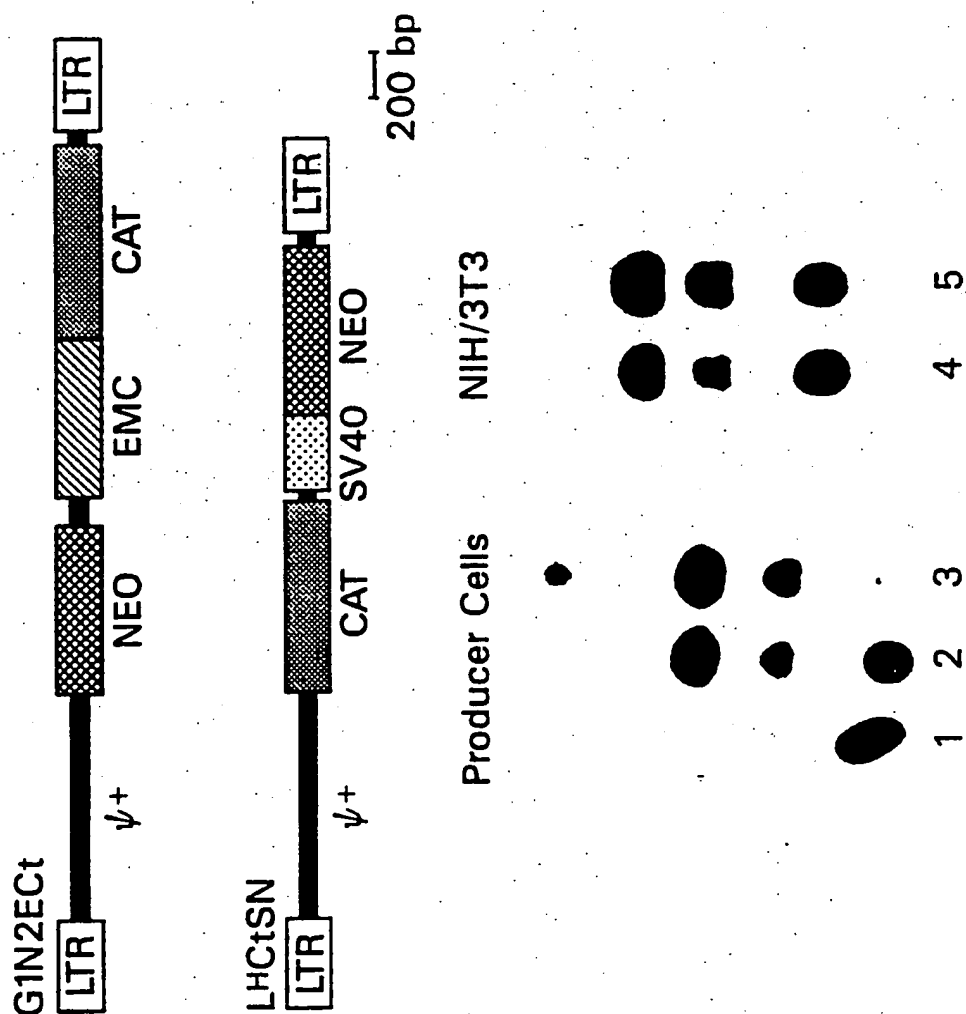 G1N2ECt
LTR
ψ+
NEO
EMC
CAT
LTR
LHCtSN
LTR
ψ+
CAT
SV40
NEO
LTR
200 bp
Producer Cells
NIH/3T3
1 2 3 4 5